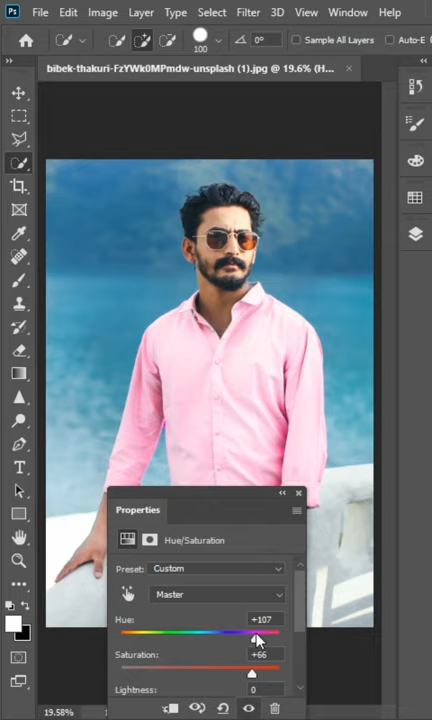 Ps File Edit Image Layer Type Select Filter 3D View Window Help
100 0° Sample All Layers Auto-E
bibek-thakuri-FzYWk0MPmdw-unsplash (1).jpg @ 19.6% (H... ×
Properties
Hue/Saturation
Preset: Custom
Master
Hue: +107
Saturation: +66
Lightness: 0
19.58%